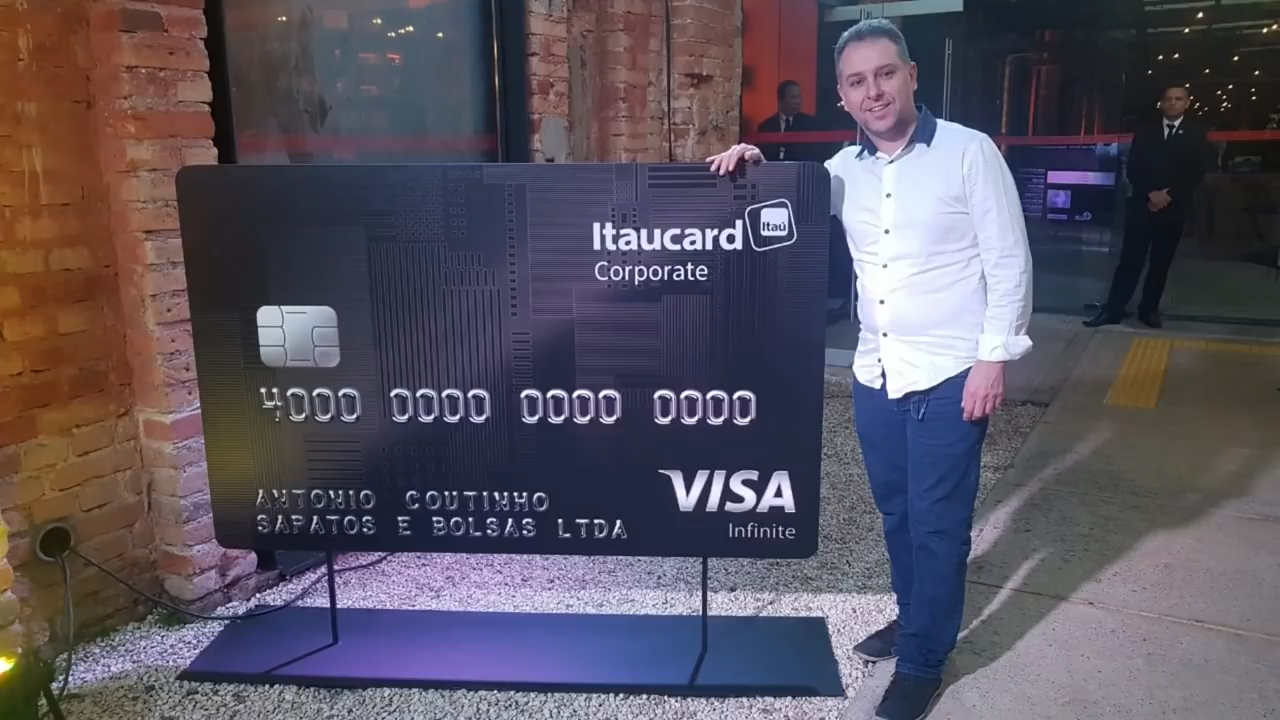 Itaucard Itaú
Corporate
4000 0000 0000 0000
ANTONIO COUTINHO
SAPATOS E BOLSAS LTDA
VISA
Infinite